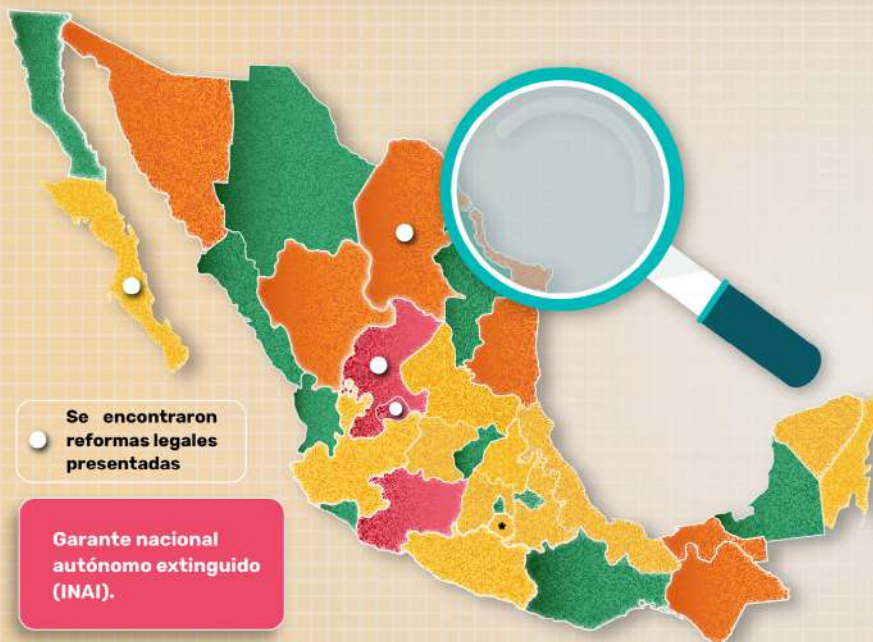 Se encontraron
reformas legales
presentadas
Garante nacional
autónomo extinguido
(INAI).